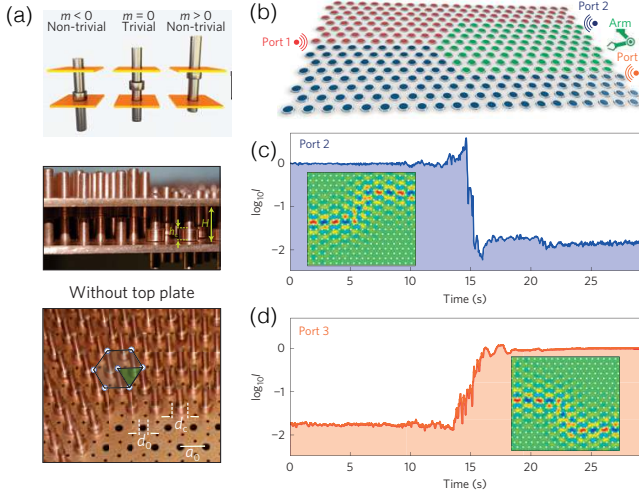 (a)
m < 0
Non-trivial
m = 0
Trivial
m > 0
Non-trivial
H
h
Without top plate
d₀
a₀
(b)
Port 1
Port 2
Arm
Port
(c)
Port 2
log₁₀I
0
−1
−2
0
5
10
15
20
25
Time (s)
(d)
Port 3
log₁₀I
0
−1
−2
0
5
10
15
20
25
Time (s)